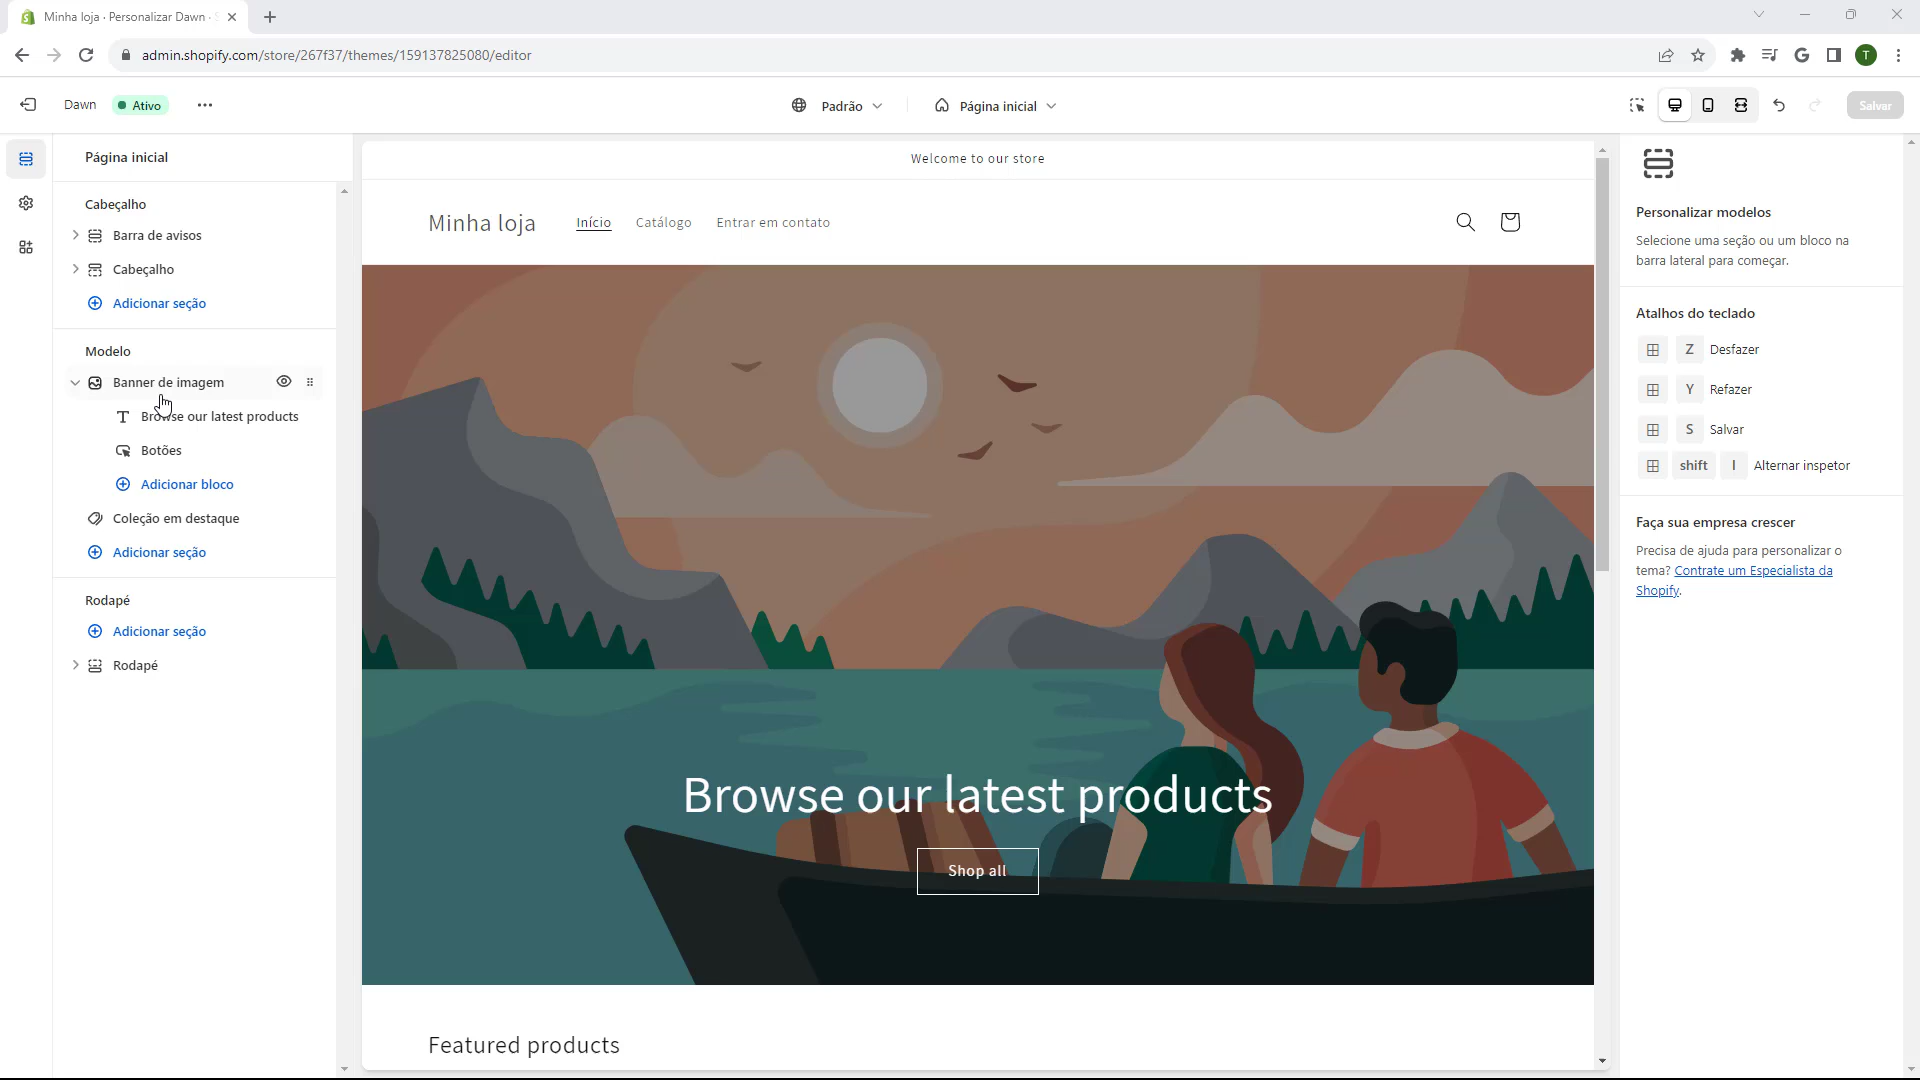 Minha loja · Personalizar Dawn ·
admin.shopify.com/store/267f37/themes/159137825080/editor
T
Dawn
Ativo
Padrão
Página inicial
Salvar
Página inicial
Cabeçalho
Barra de avisos
Cabeçalho
Adicionar seção
Modelo
Banner de imagem
Browse our latest products
Botões
Adicionar bloco
Coleção em destaque
Adicionar seção
Rodapé
Adicionar seção
Rodapé
Welcome to our store
Minha loja
Início
Catálogo
Entrar em contato
Browse our latest products
Shop all
Featured products
Personalizar modelos
Selecione uma seção ou um bloco na
barra lateral para começar.
Atalhos do teclado
Z Desfazer
Y Refazer
S Salvar
shift I Alternar inspetor
Faça sua empresa crescer
Precisa de ajuda para personalizar o
tema? Contrate um Especialista da
Shopify.